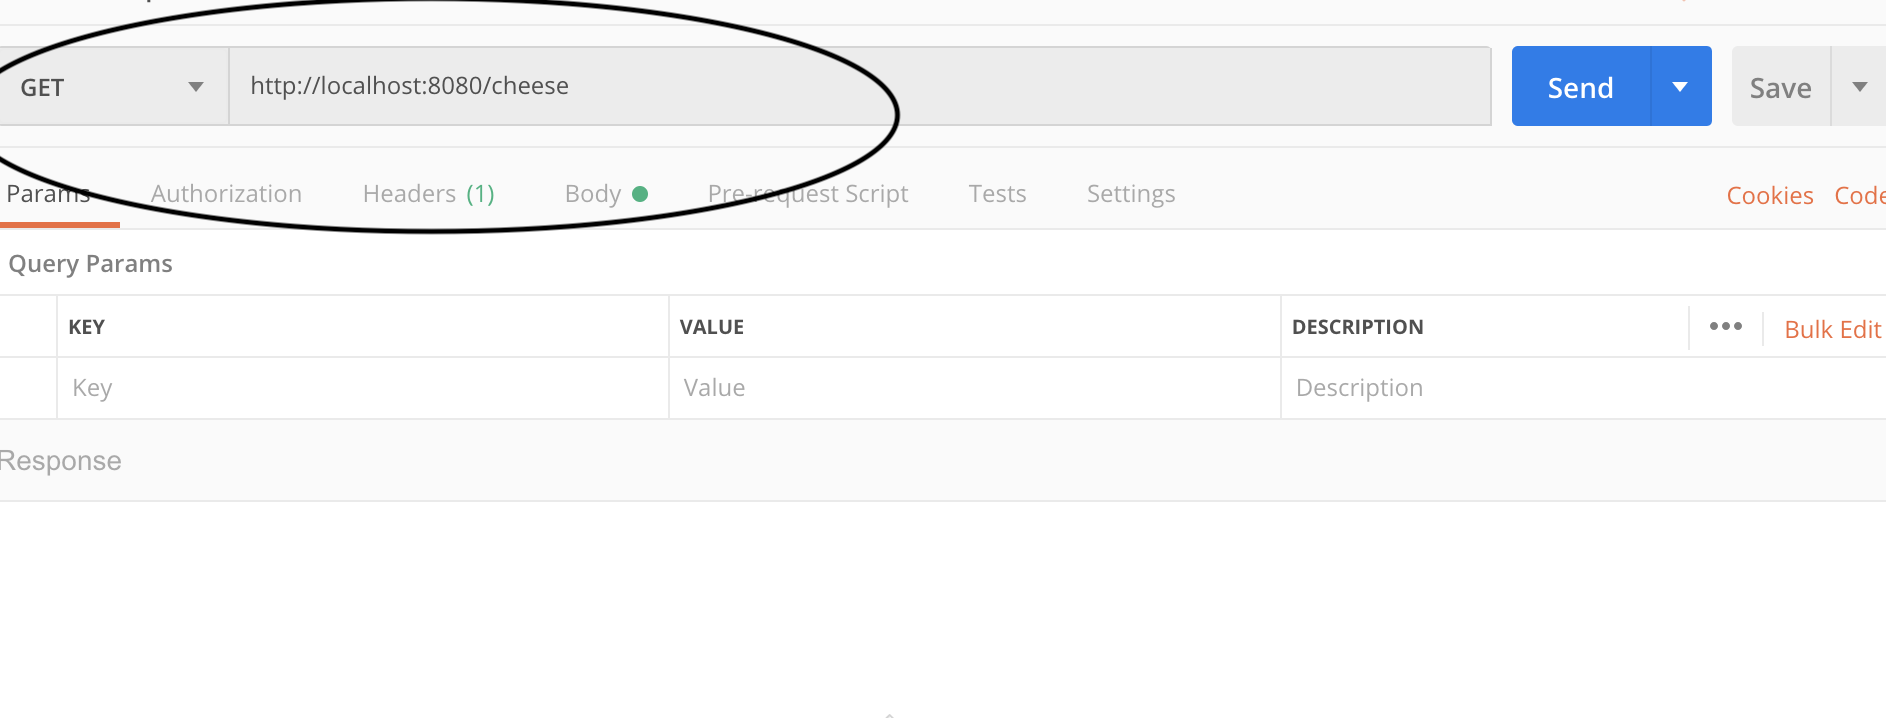 GET http://localhost:8080/cheese Send Save
Params Authorization Headers (1) Body Pre-request Script Tests Settings Cookies Code
Query Params
KEY VALUE DESCRIPTION ••• Bulk Edit
Key Value Description
Response